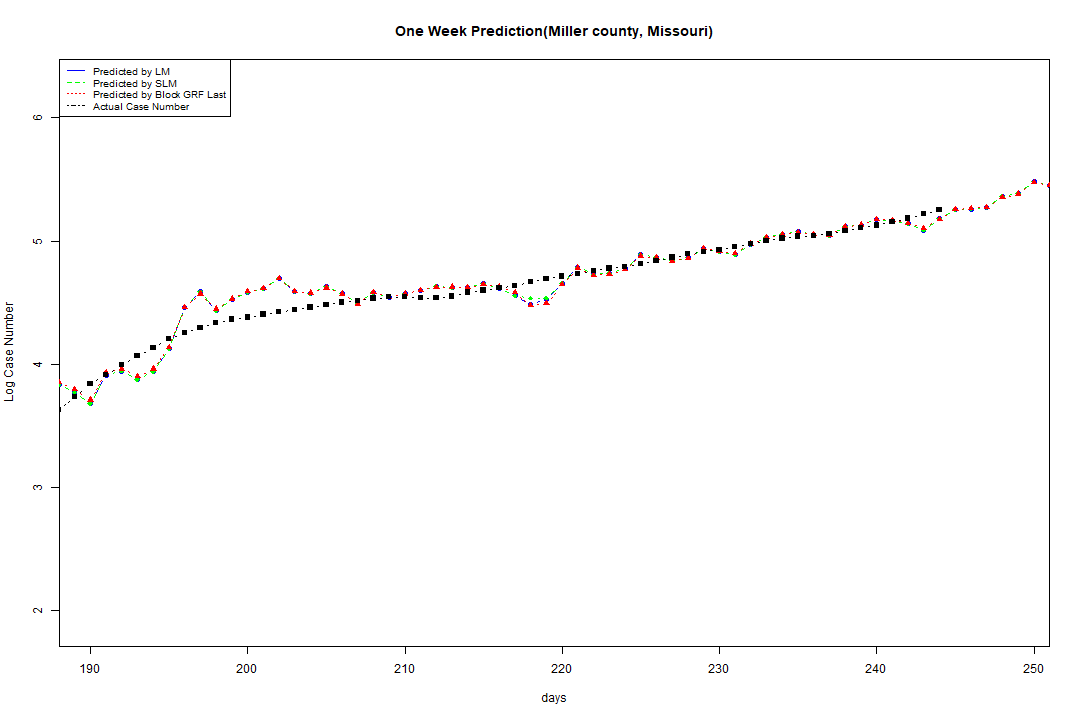 One Week Prediction(Miller county, Missouri)
Predicted by LM
Predicted by SLM
Predicted by Block GRF Last
Actual Case Number
6
5
4
3
2
Log Case Number
190 200 210 220 230 240 250
days